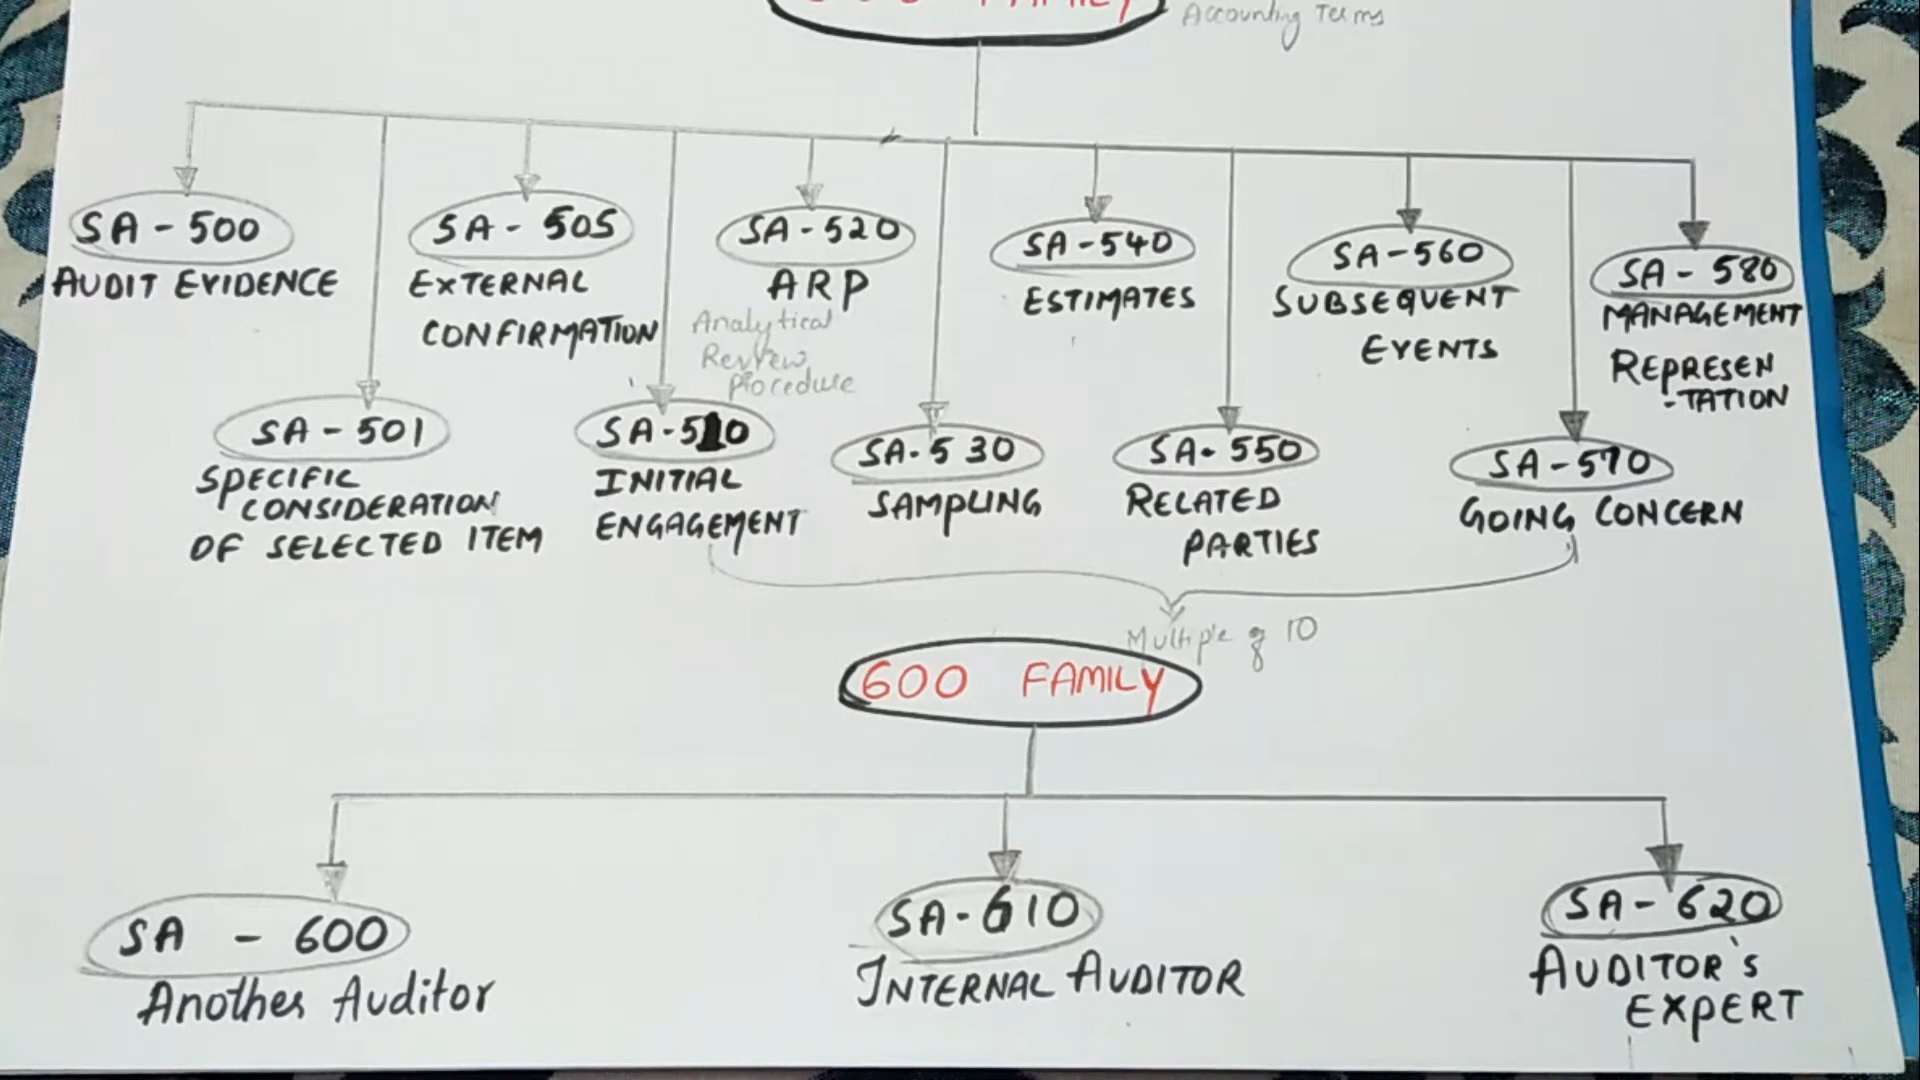 FAMILY
Accounting Terms
SA - 500
AUDIT EVIDENCE
SA - 505
EXTERNAL
CONFIRMATION
SA - 520
ARP
Analytical
Review
Procedure
SA - 540
ESTIMATES
SA - 560
SUBSEQUENT
EVENTS
SA - 580
MANAGEMENT
REPRESEN
-TATION
SA - 501
SPECIFIC
CONSIDERATION
OF SELECTED ITEM
SA - 510
INITIAL
ENGAGEMENT
SA - 530
SAMPLING
SA - 550
RELATED
PARTIES
SA - 570
GOING CONCERN
Multiple of 10
600 FAMILY
SA - 600
Another Auditor
SA - 610
INTERNAL AUDITOR
SA - 620
AUDITOR'S
EXPERT